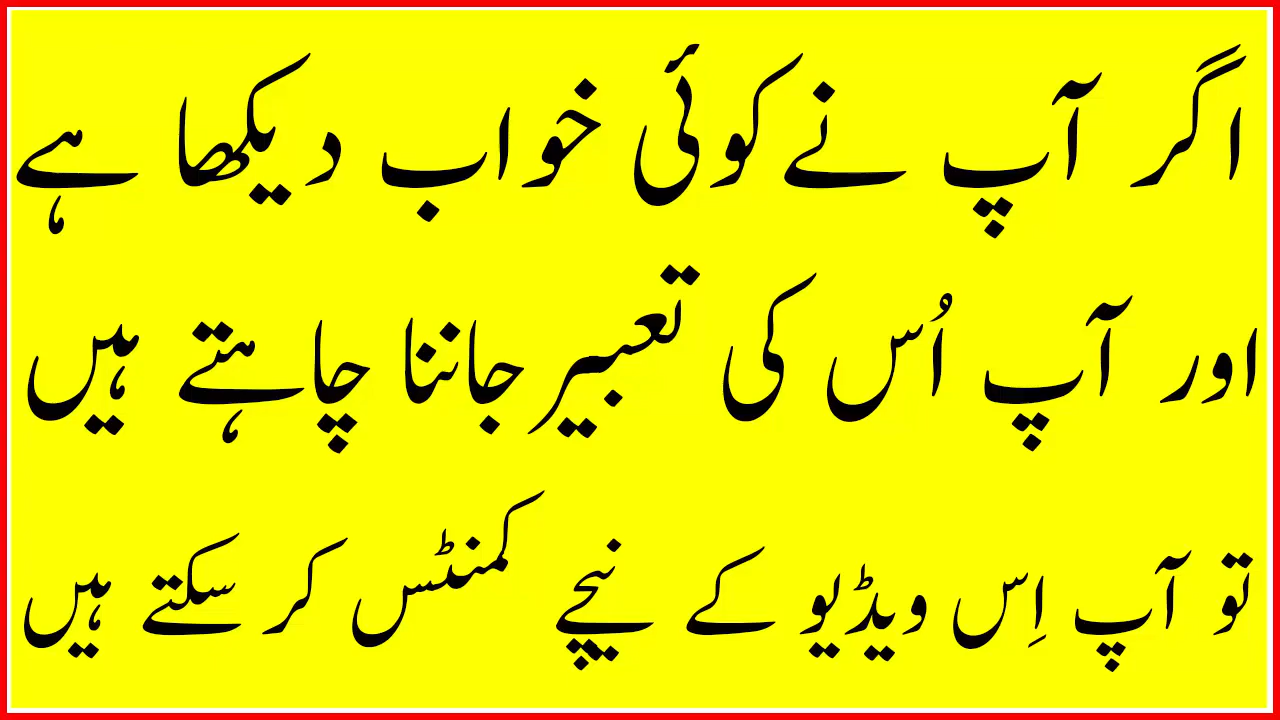 اگر آپ نے کوئی خواب دیکھا ہے
اور آپ اُس کی تعبیر جاننا چاہتے ہیں
تو آپ اِس ویڈیو کے نیچے کمنٹس کر سکتے ہیں